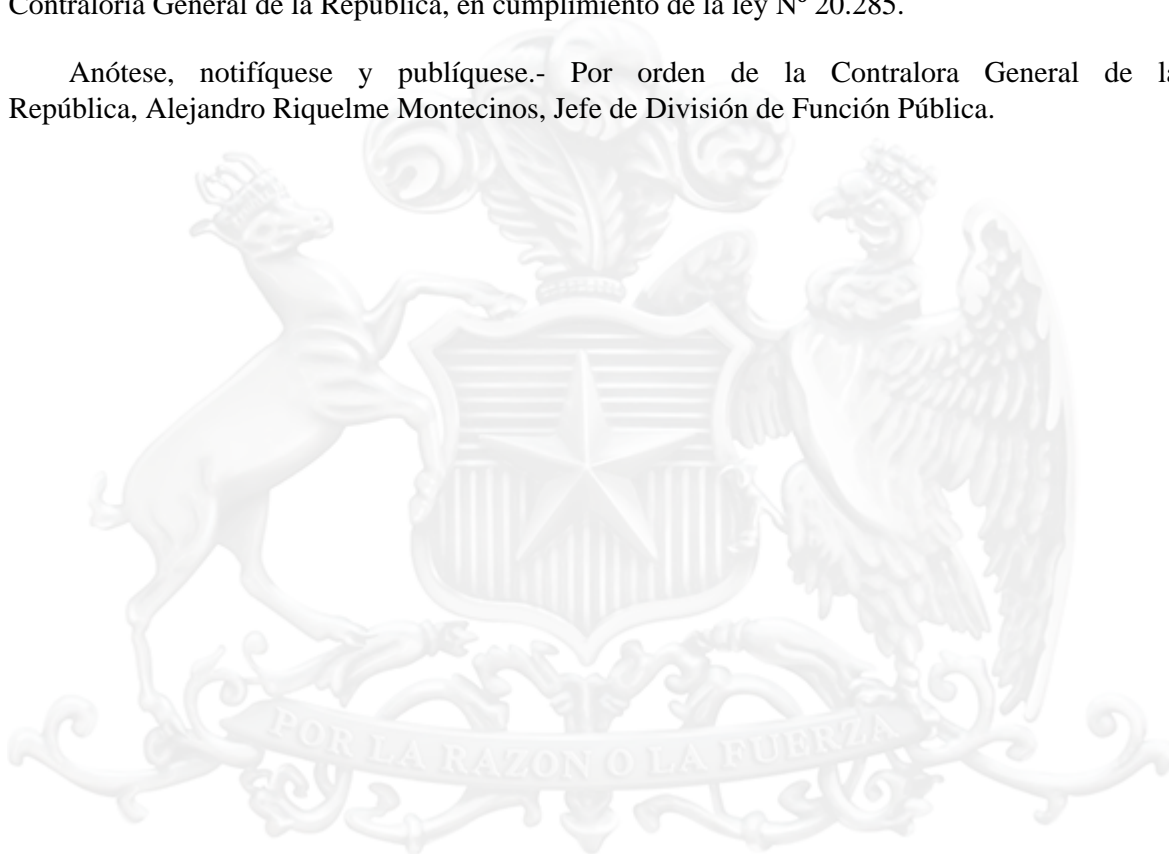 Contraloría General de la República, en cumplimiento de la ley Nº 20.285.
Anótese, notifíquese y publíquese.- Por orden de la Contralora General de la
República, Alejandro Riquelme Montecinos, Jefe de División de Función Pública.
POR LA RAZON O LA FUERZA